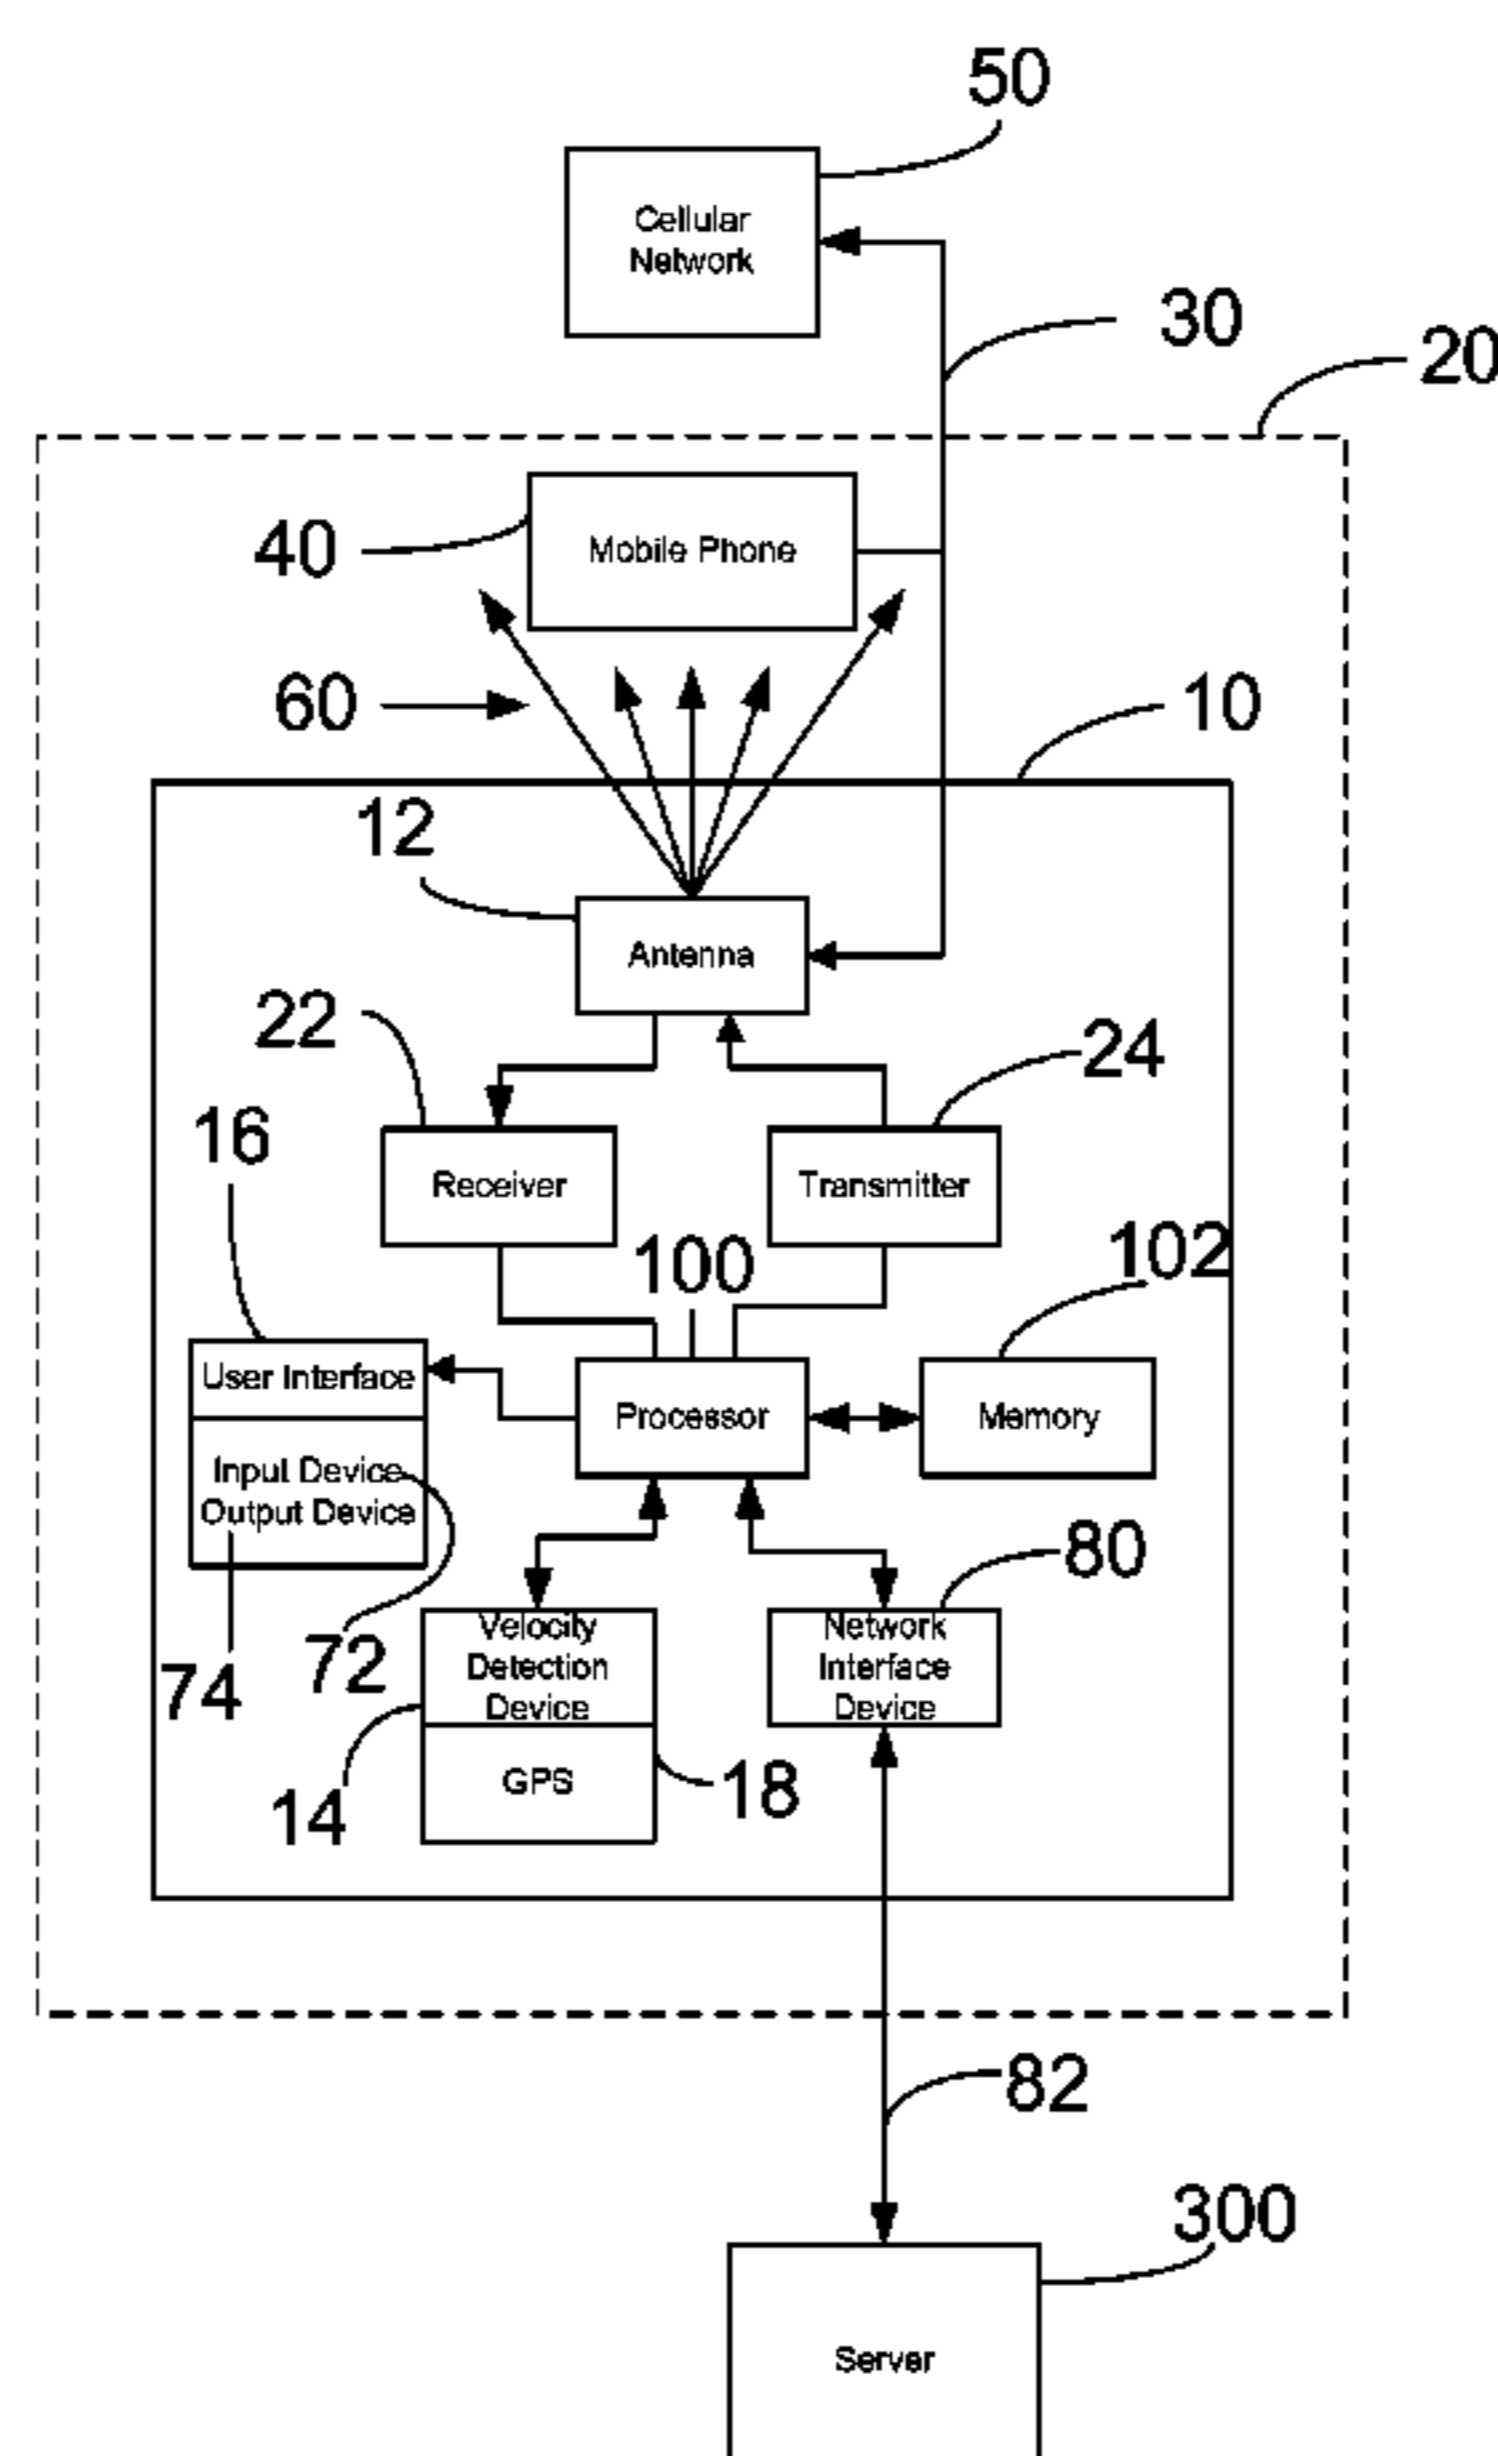 50
Cellular
Network
30
20
40
Mobile Phone
60
10
12
Antenna
22
24
16
Receiver
Transmitter
100
102
User Interface
Processor
Memory
Input Device
Output Device
80
Velocity
Detection
Device
Network
Interface
Device
74
72
14
GPS
18
82
300
Server